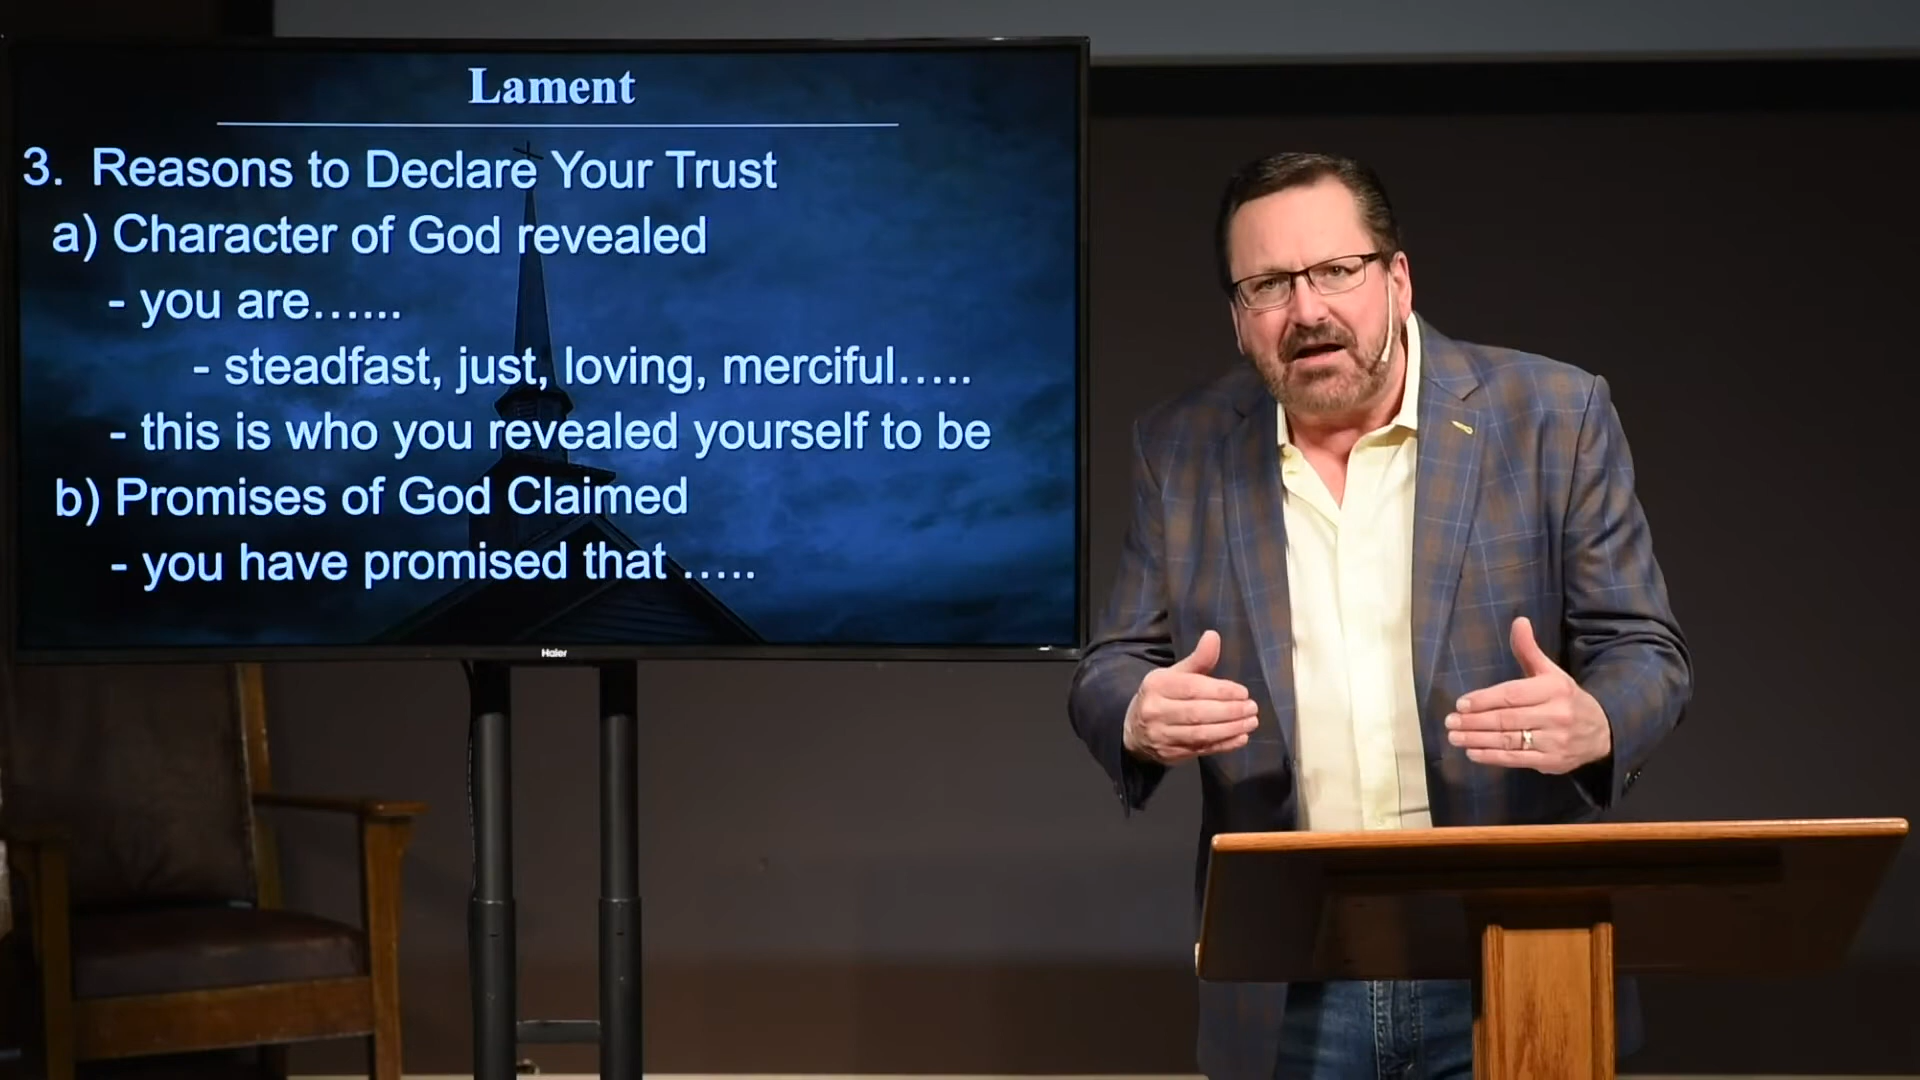 Lament
3. Reasons to Declare Your Trust
a) Character of God revealed
- you are......
- steadfast, just, loving, merciful.....
- this is who you revealed yourself to be
b) Promises of God Claimed
- you have promised that .....
Haier